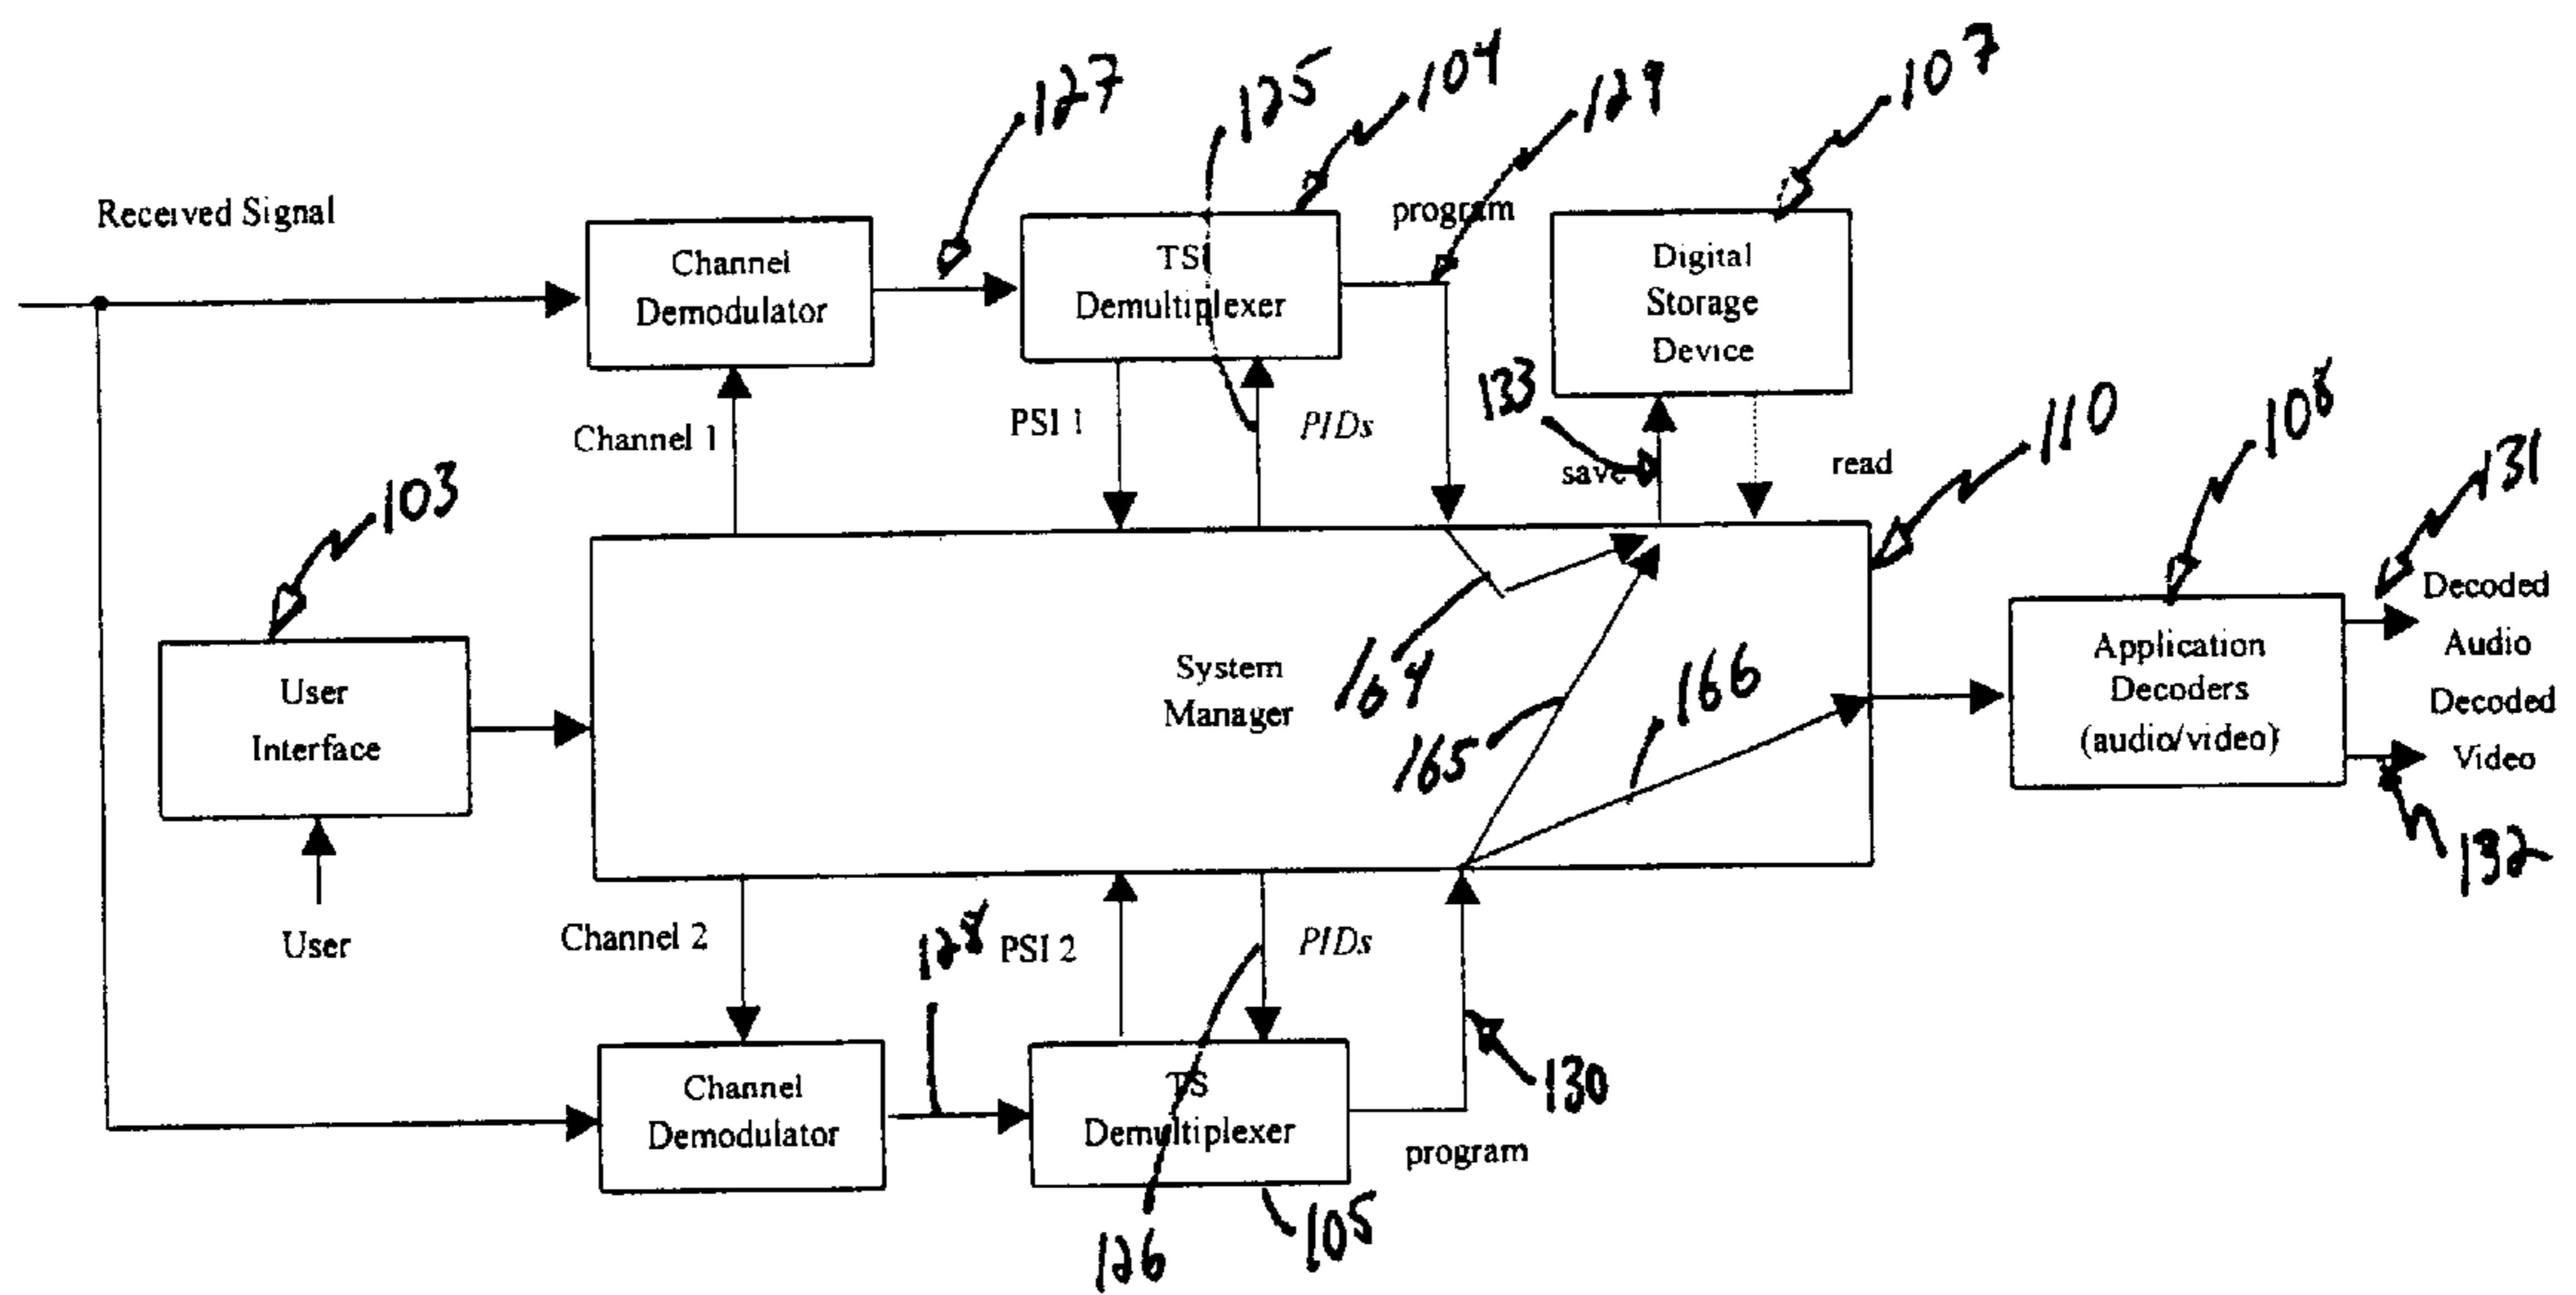 127
125
104
129
107
Received Signal
program
Channel
Demodulator
TS
Demultiplexer
Digital
Storage
Device
133
110
108
131
Channel 1
PSI 1
PIDs
save
read
103
Decoded
Audio
Decoded
Video
Application
Decoders
(audio/video)
User
Interface
System
Manager
164
165
166
132
User
Channel 2
128
PSI 2
PIDs
130
Channel
Demodulator
TS
Demultiplexer
program
126
105